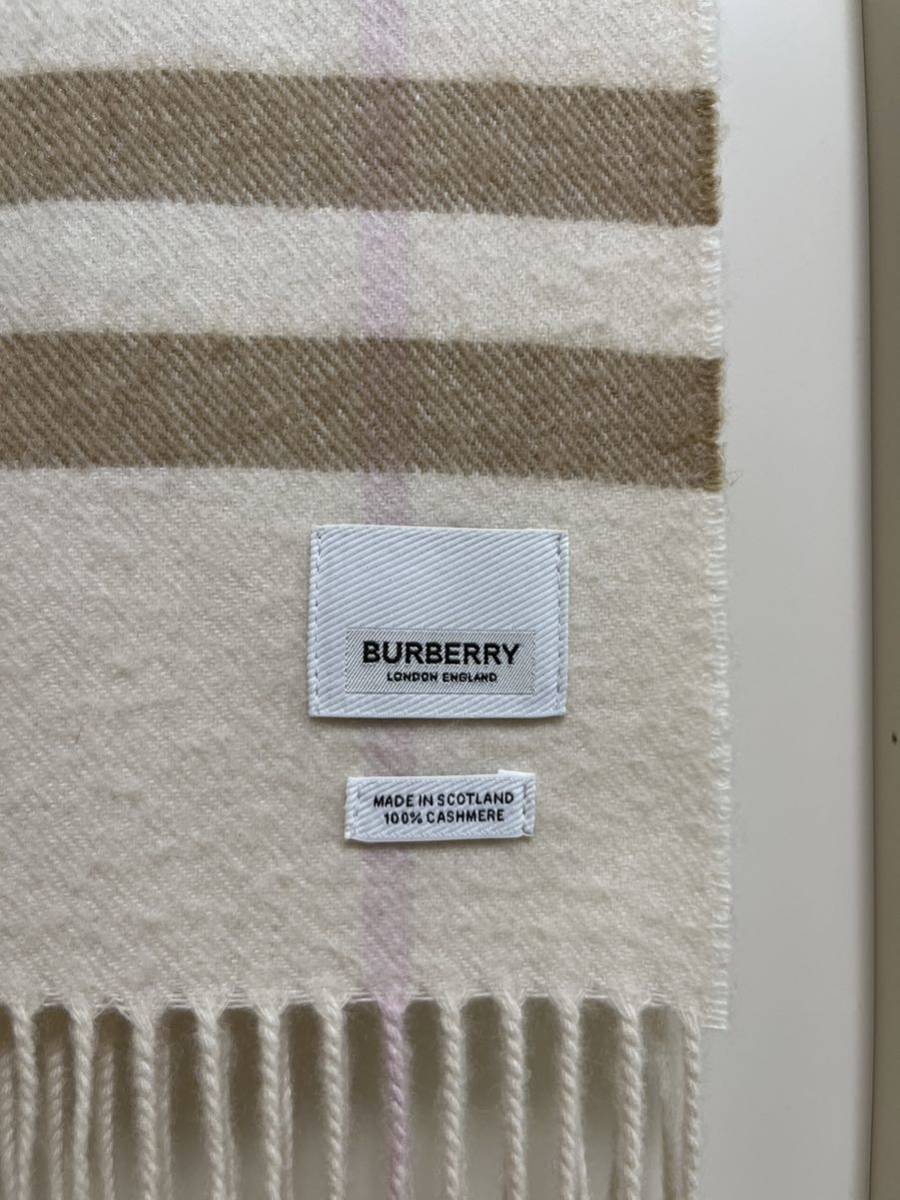 BURBERRY
LONDON ENGLAND
MADE IN SCOTLAND
100% CASHMERE